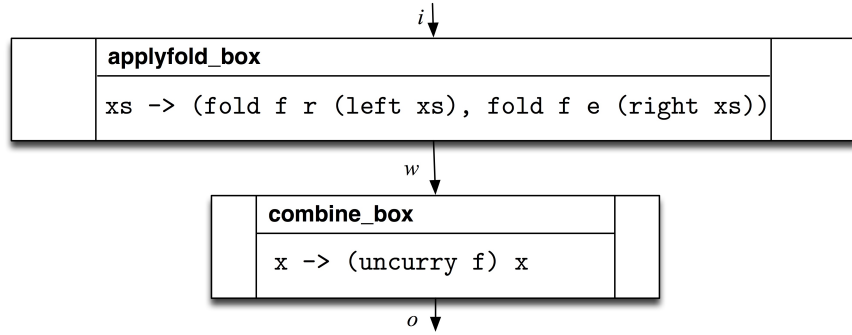 i
applyfold_box
xs -> (fold f r (left xs), fold f e (right xs))
w
combine_box
x -> (uncurry f) x
o